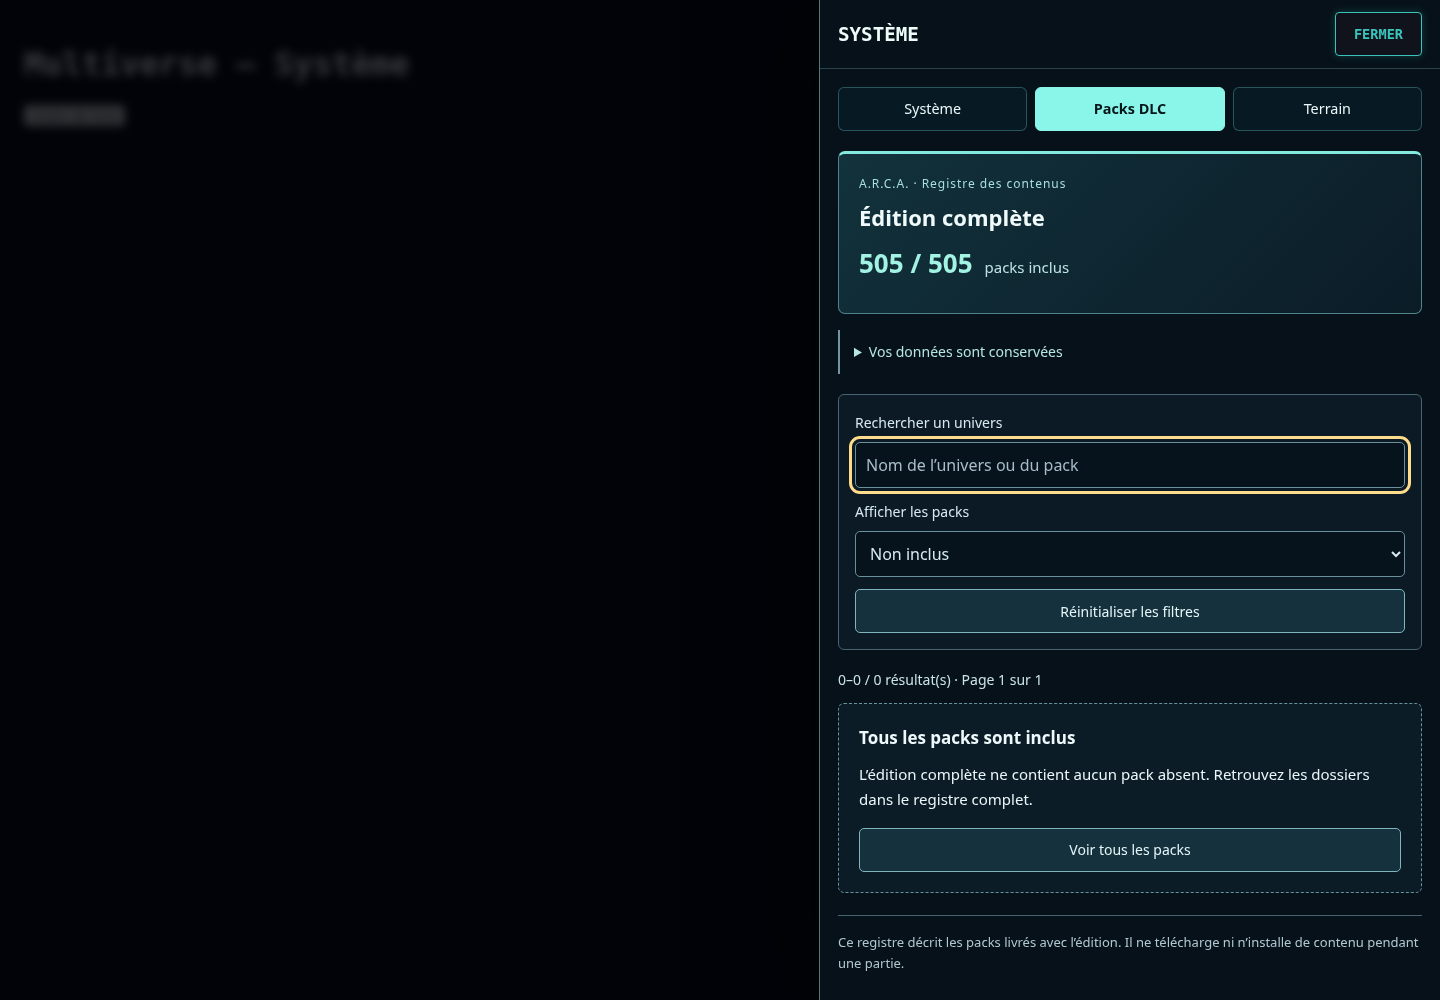 Multiverse — Système
SYSTÈME
FERMER
Système
Packs DLC
Terrain
A.R.C.A. · Registre des contenus
Édition complète
505 / 505 packs inclus
▶ Vos données sont conservées
Rechercher un univers
Nom de l’univers ou du pack
Afficher les packs
Non inclus
Réinitialiser les filtres
0–0 / 0 résultat(s) · Page 1 sur 1
Tous les packs sont inclus
L’édition complète ne contient aucun pack absent. Retrouvez les dossiers
dans le registre complet.
Voir tous les packs
Ce registre décrit les packs livrés avec l’édition. Il ne télécharge ni n’installe de contenu pendant
une partie.